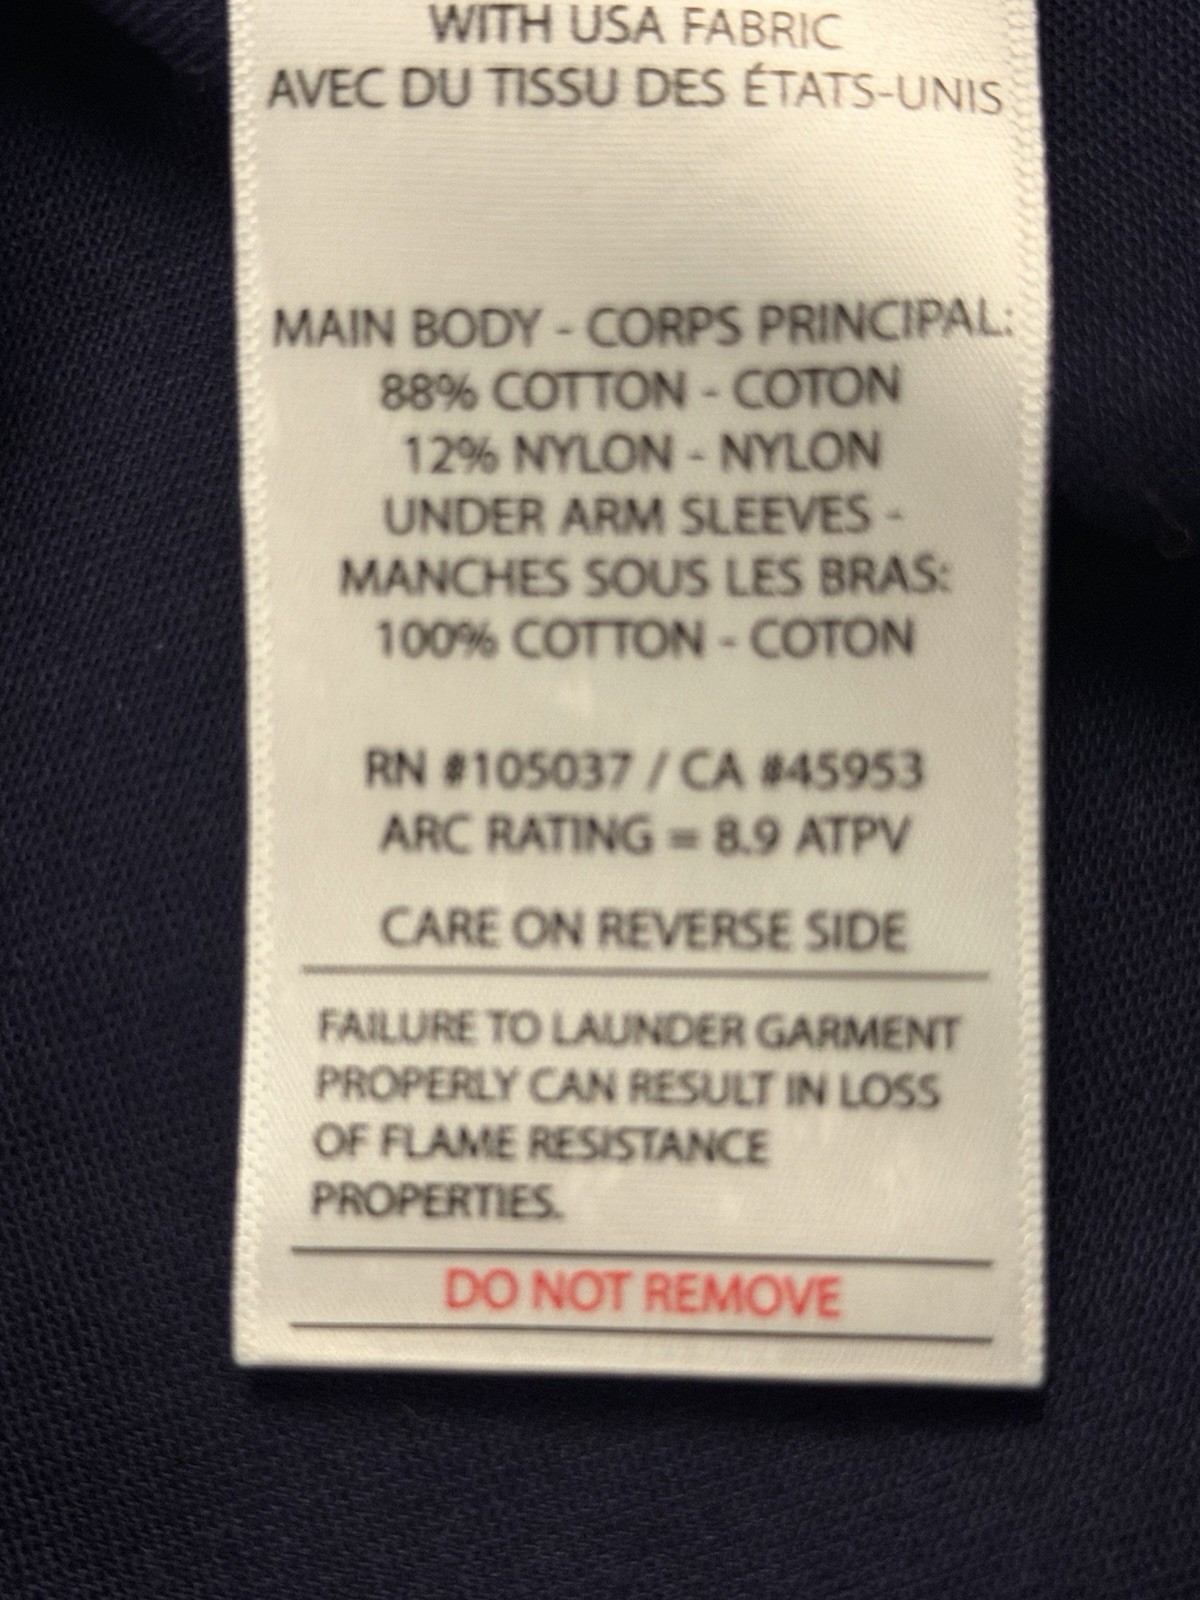 WITH USA FABRIC
AVEC DU TISSU DES ÉTATS-UNIS
MAIN BODY - CORPS PRINCIPAL:
88% COTTON - COTON
12% NYLON - NYLON
UNDER ARM SLEEVES -
MANCHES SOUS LES BRAS:
100% COTTON - COTON
RN #105037 / CA #45953
ARC RATING = 8.9 ATPV
CARE ON REVERSE SIDE
FAILURE TO LAUNDER GARMENT
PROPERLY CAN RESULT IN LOSS
OF FLAME RESISTANCE
PROPERTIES.
DO NOT REMOVE